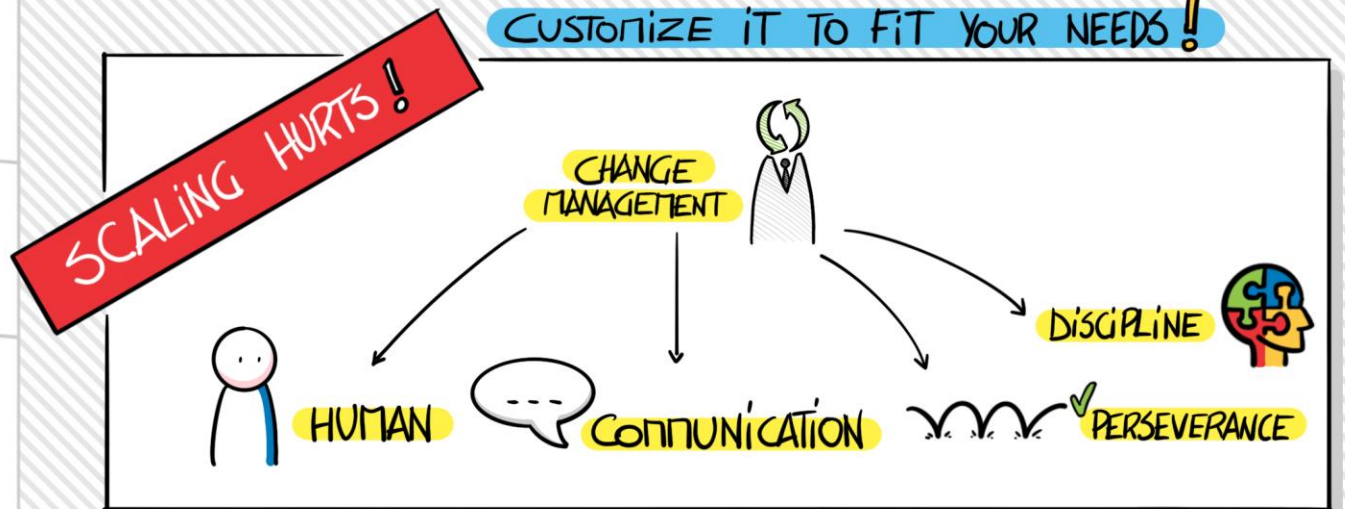 CUSTOMIZE IT TO FIT YOUR NEEDS!
SCALING HURTS!
CHANGE
MANAGEMENT
DISCIPLINE
HUMAN
COMMUNICATION
PERSEVERANCE